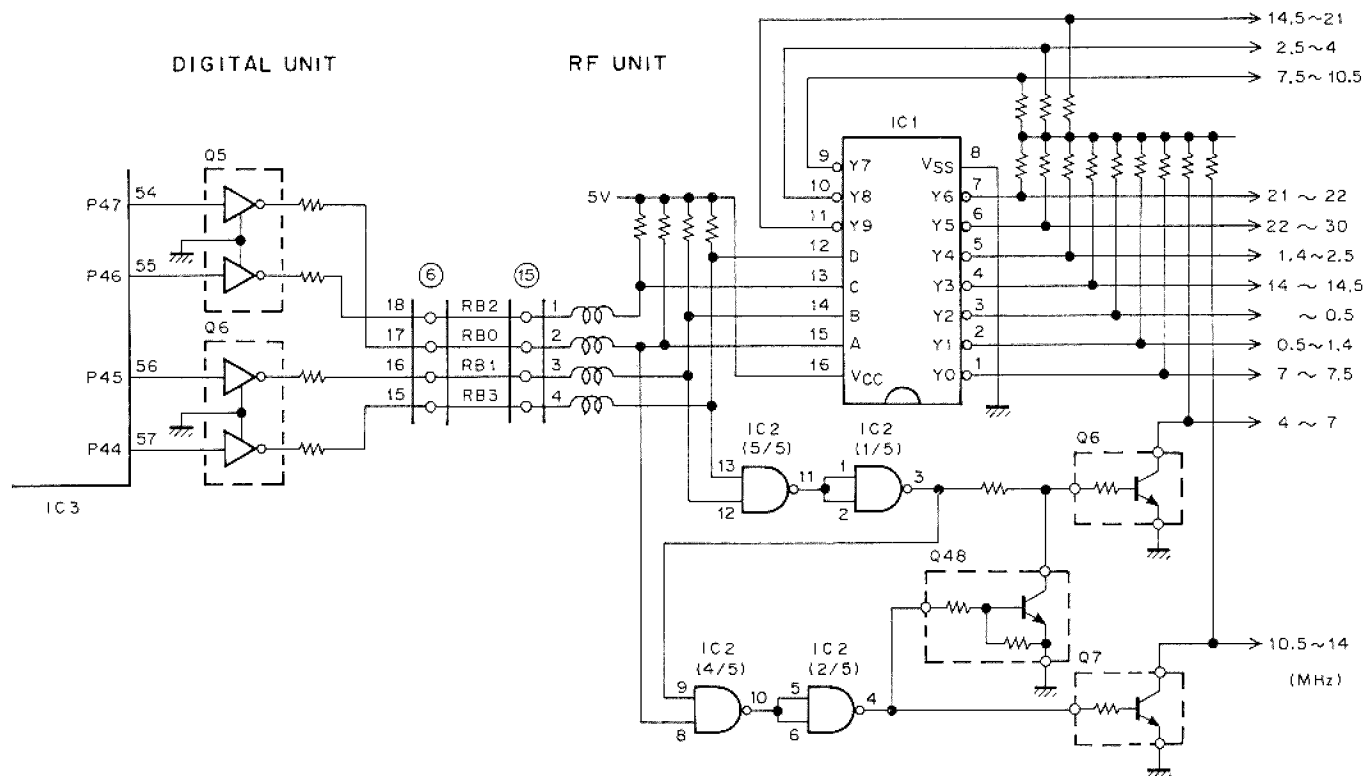 DIGITAL UNIT
RF UNIT
14.5~21
2.5~4
7.5~10.5
IC1
Q5
54
P47
55
P46
Q6
56
P45
57
P44
IC3
6
15
18 RB2 1
17 RB0 2
16 RB1 3
15 RB3 4
5V
9 Y7
10 Y8
11 Y9
12 D
13 C
14 B
15 A
16 VCC
VSS 8
Y6 7
Y5 6
Y4 5
Y3 4
Y2 3
Y1 2
Y0 1
21 ~ 22
22 ~ 30
1.4~2.5
14 ~ 14.5
~ 0.5
0.5~1.4
7 ~ 7.5
4 ~ 7
IC2
(5/5)
13
12
11
IC2
(1/5)
1
2
3
Q6
Q48
IC2
(4/5)
9
8
10
IC2
(2/5)
5
6
4
Q7
10.5~14
(MHz)